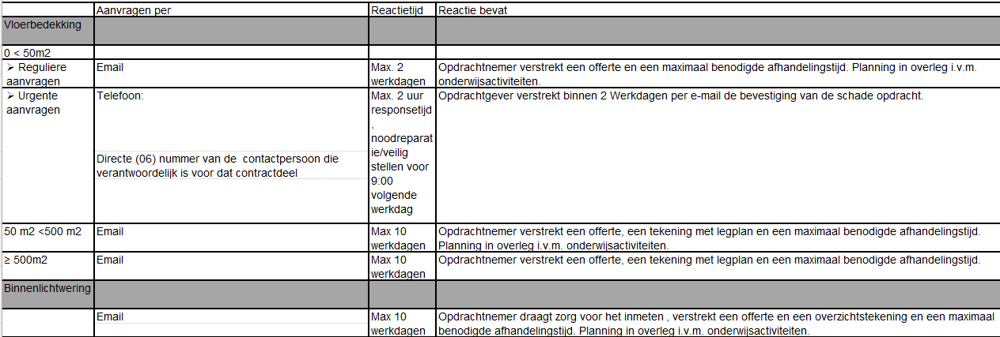 Aanvragen per Reactietijd Reactie bevat
Vloerbedekking
0 < 50m2
➢ Reguliere aanvragen
Email
Max. 2
werkdagen
Opdrachtnemer verstrekt een offerte en een maximaal benodigde afhandelingstijd. Planning in overleg i.v.m.
onderwijsactiviteiten.
➢ Urgente
aanvragen
Telefoon:
Directe (06) nummer van de  contactpersoon die
verantwoordelijk is voor dat contractdeel
Max. 2 uur
responsetijd
,
noodreparat
ie/veilig
stellen voor
9:00
volgende
werkdag
Opdrachtgever verstrekt binnen 2 Werkdagen per e-mail de bevestiging van de schade opdracht.
50 m2 <500 m2
Email
Max 10
werkdagen
Opdrachtnemer verstrekt een offerte, een tekening met legplan en een maximaal benodigde afhandelingstijd.
Planning in overleg i.v.m. onderwijsactiviteiten.
≥ 500m2
Email
Max 10
werkdagen
Opdrachtnemer verstrekt een offerte, een tekening met legplan en een maximaal benodigde afhandelingstijd.
Binnenlichtwering
Email
Max 10
werkdagen
Opdrachtnemer draagt zorg voor het inmeten , verstrekt een offerte en een overzichtstekening en een maximaal
benodigde afhandelingstijd. Planning in overleg i.v.m. onderwijsactiviteiten.